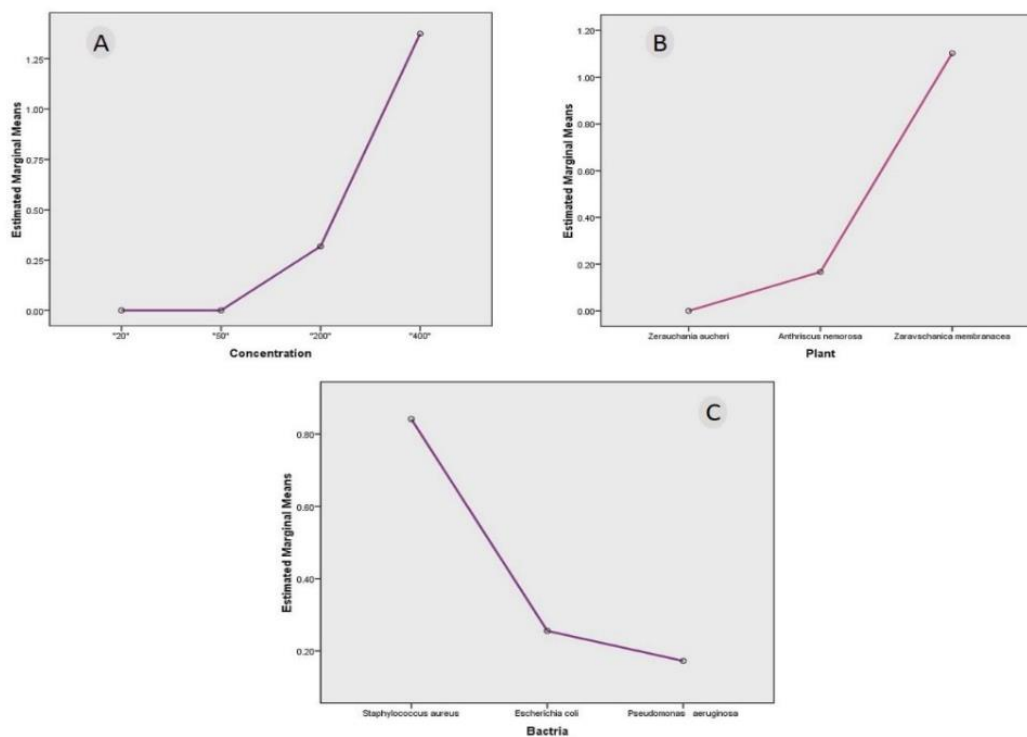 A
Estimated Marginal Means
1.25
1.00
0.75
0.50
0.25
0.00
"20" "50" "200" "400"
Concentration
B
Estimated Marginal Means
1.20
1.00
0.80
0.60
0.40
0.20
0.00
Zerauchania aucheri Anthriscus nemorosa Zaravschanica membranacea
Plant
C
Estimated Marginal Means
0.80
0.60
0.40
0.20
Staphylococcus aureus Escherichia coli Pseudomonas aeruginosa
Bactria